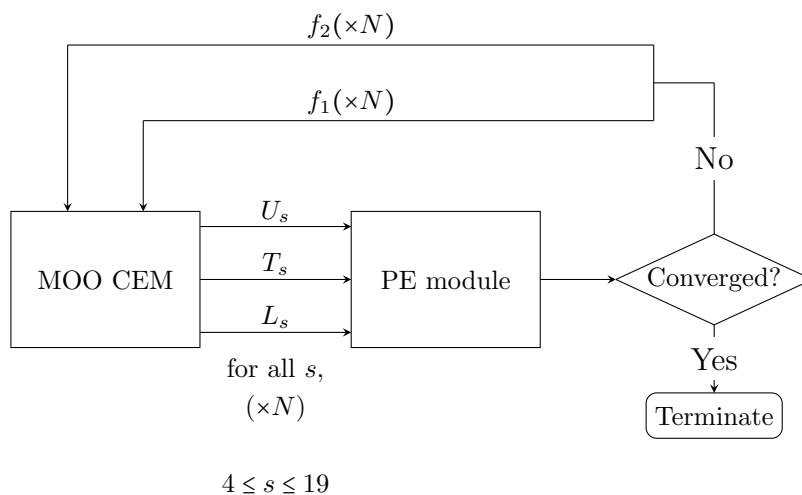 f₂(×N)
f₁(×N)
No
MOO CEM
Uₛ
Tₛ
Lₛ
PE module
Converged?
for all s,
(×N)
Yes
Terminate
4 ≤ s ≤ 19